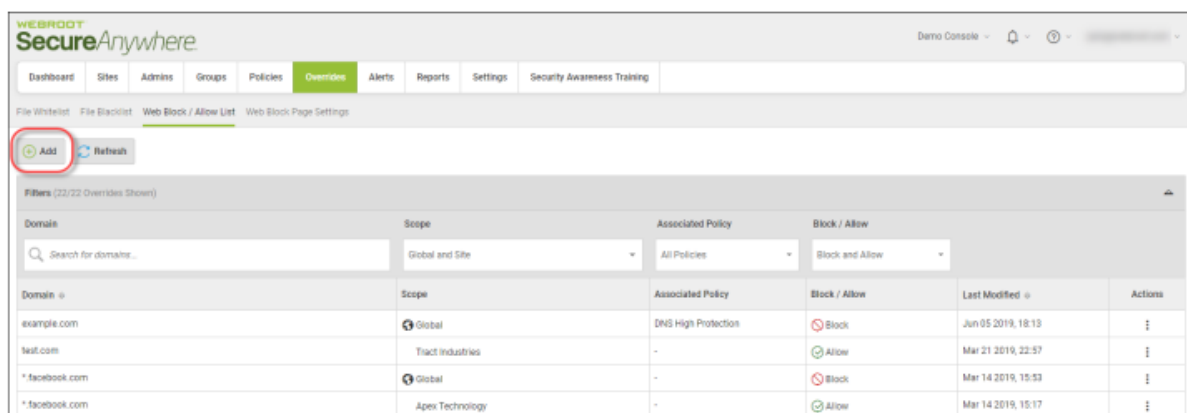 WEBROOT
SecureAnywhere.
Demo Console
Dashboard Sites Admins Groups Policies Overrides Alerts Reports Settings Security Awareness Training
File Whitelist File Blacklist Web Block / Allow List Web Block Page Settings
Add Refresh
Filters (22/22 Overrides Shown)
Domain Scope Associated Policy Block / Allow
Search for domains... Global and Site All Policies Block and Allow
Domain Scope Associated Policy Block / Allow Last Modified Actions
example.com Global DNS High Protection Block Jun 05 2019, 18:13
test.com Tract Industries - Allow Mar 21 2019, 22:57
*.facebook.com Global - Block Mar 14 2019, 15:53
*.facebook.com Apex Technology - Allow Mar 14 2019, 15:17